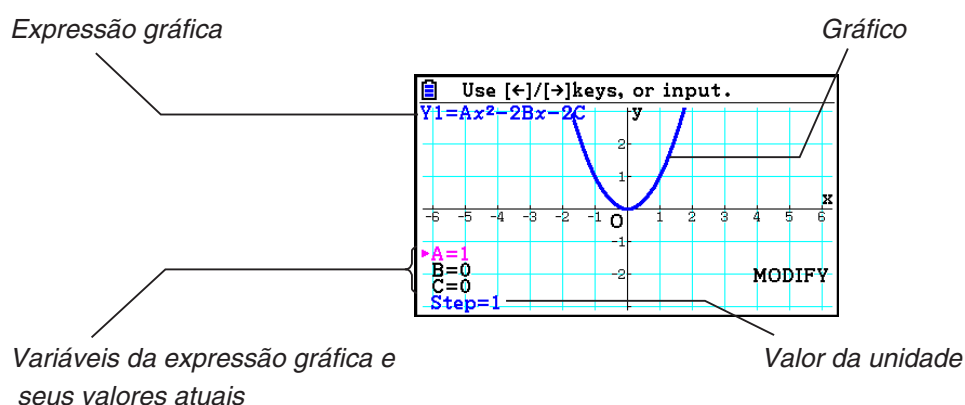 Expressão gráfica
Gráfico
Use [←]/[→]keys, or input.
Y1=Ax²−2Bx−2C
y
2
1
x
-6 -5 -4 -3 -2 -1 O 1 2 3 4 5 6
-1
▶A=1
B=0
-2
MODIFY
C=0
Step=1
Variáveis da expressão gráfica e
seus valores atuais
Valor da unidade